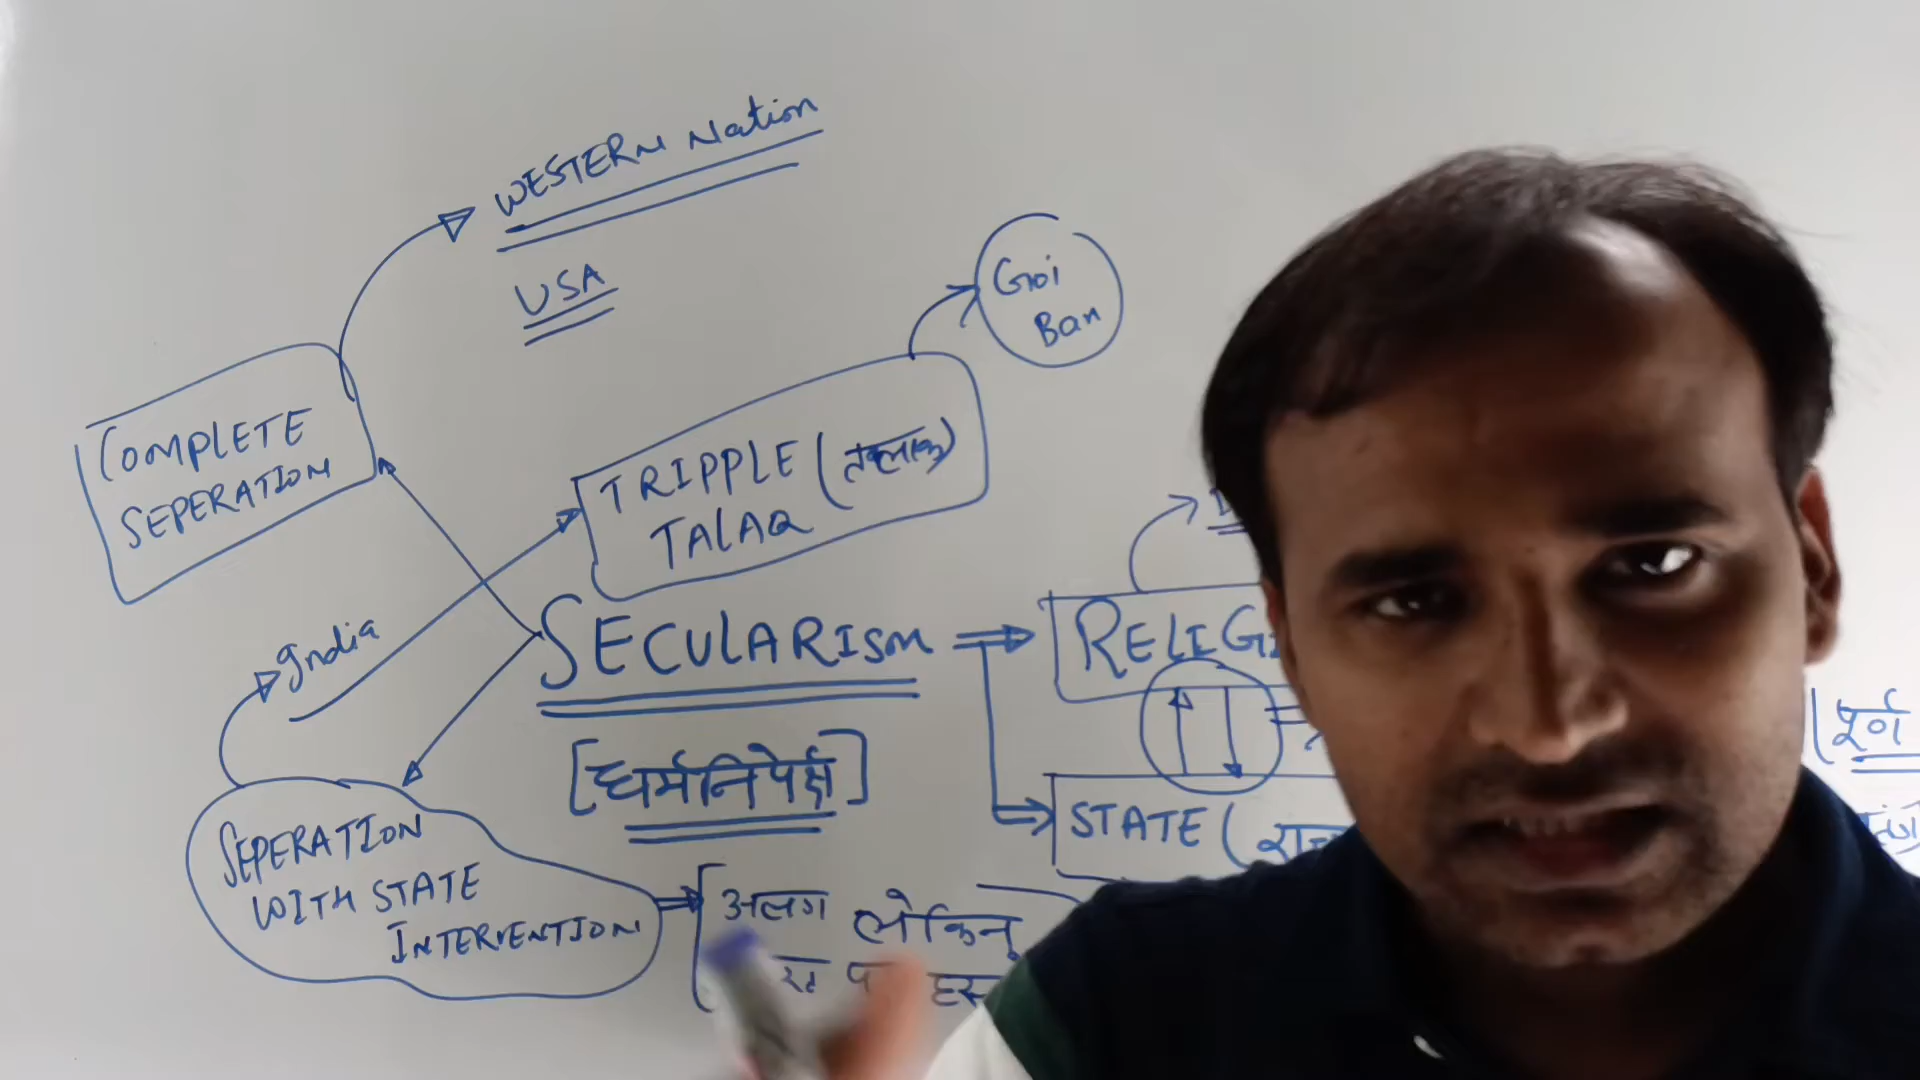 WESTERN Nation
USA
GOI
Ban
COMPLETE
SEPERATION
TRIPPLE (तलाक)
TALAQ
India
SECULARISM
RELIGI
[धर्मनिपेक्ष]
(पूर्ण
STATE (
SEPERATION
WITH STATE
INTERVENTION
अलग लेकिन